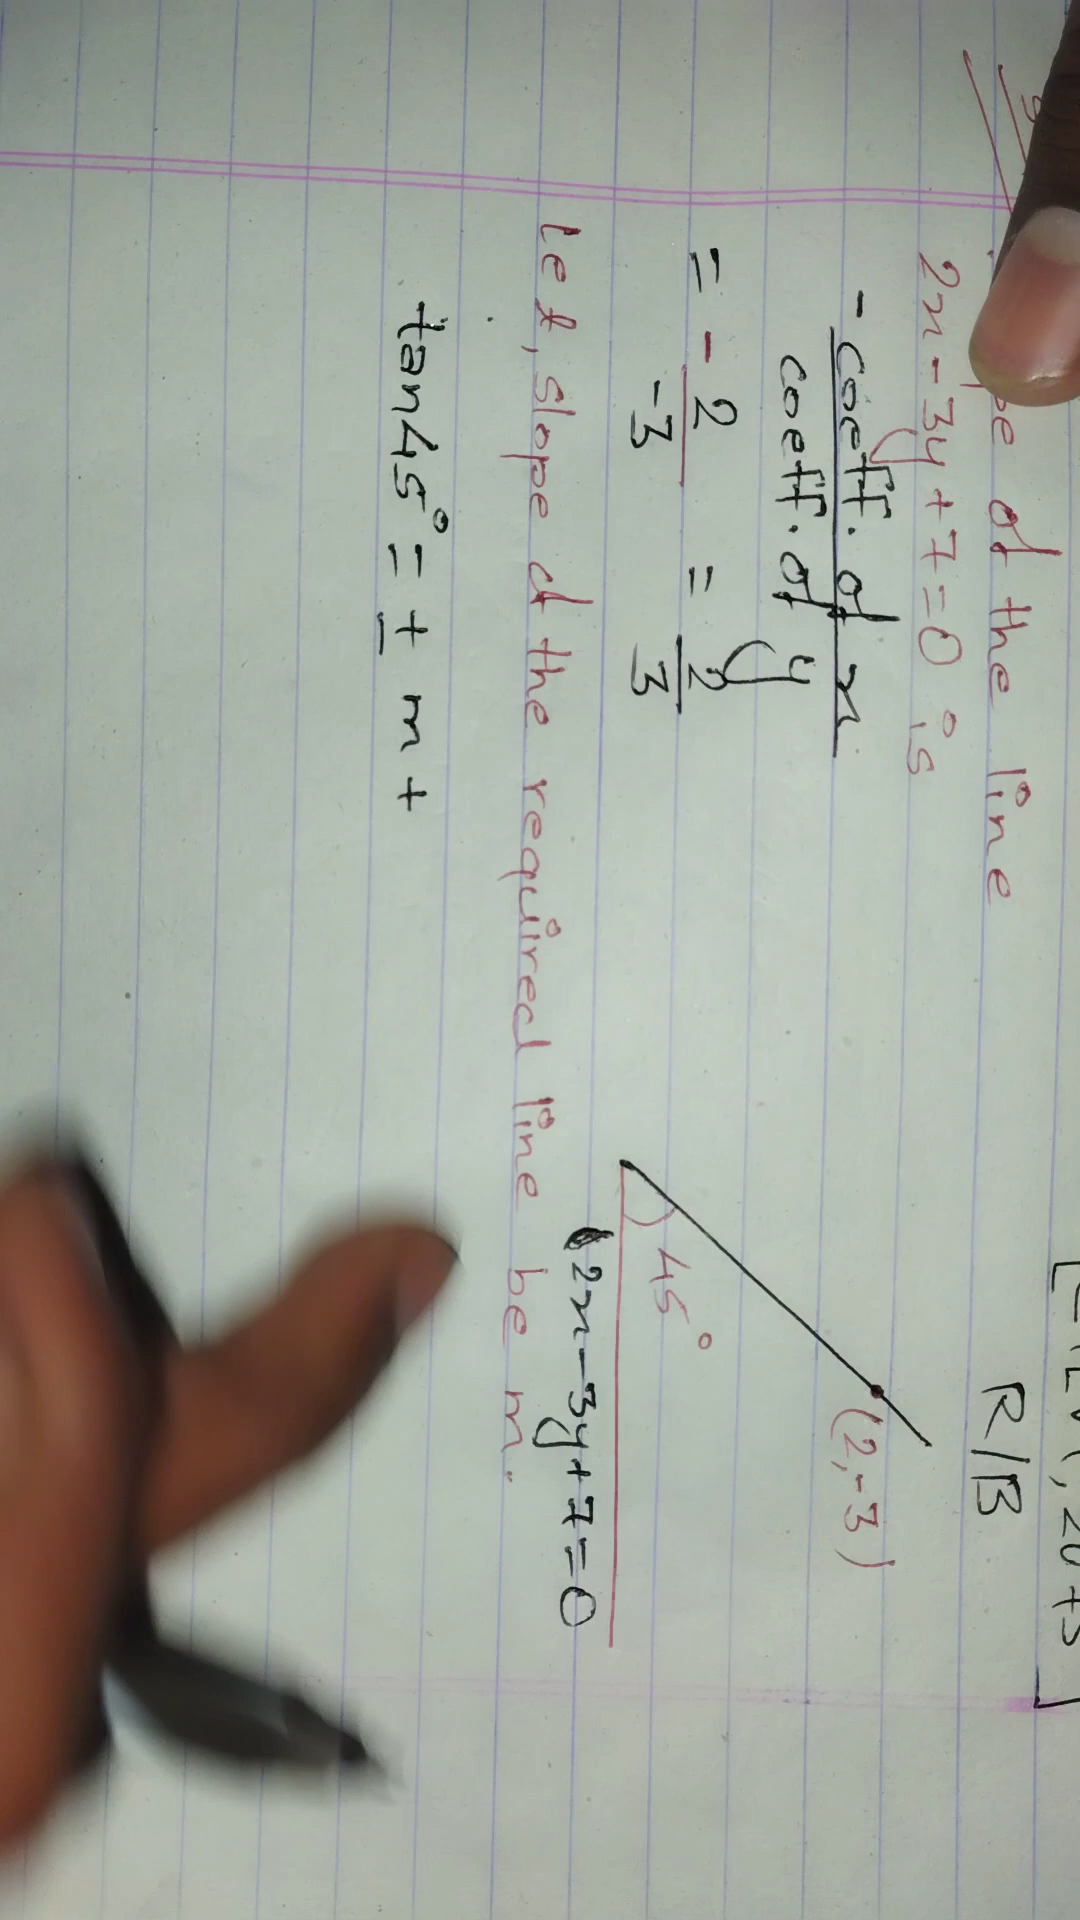 R/B
of the line
2x - 3y + 7 = 0 is
- coeff. of x
coeff. of y
= - 2/-3 = 2/3
(2, -3)
45°
2x - 3y + 7 = 0
Let, slope of the required line be m.
tan45° = ± m +